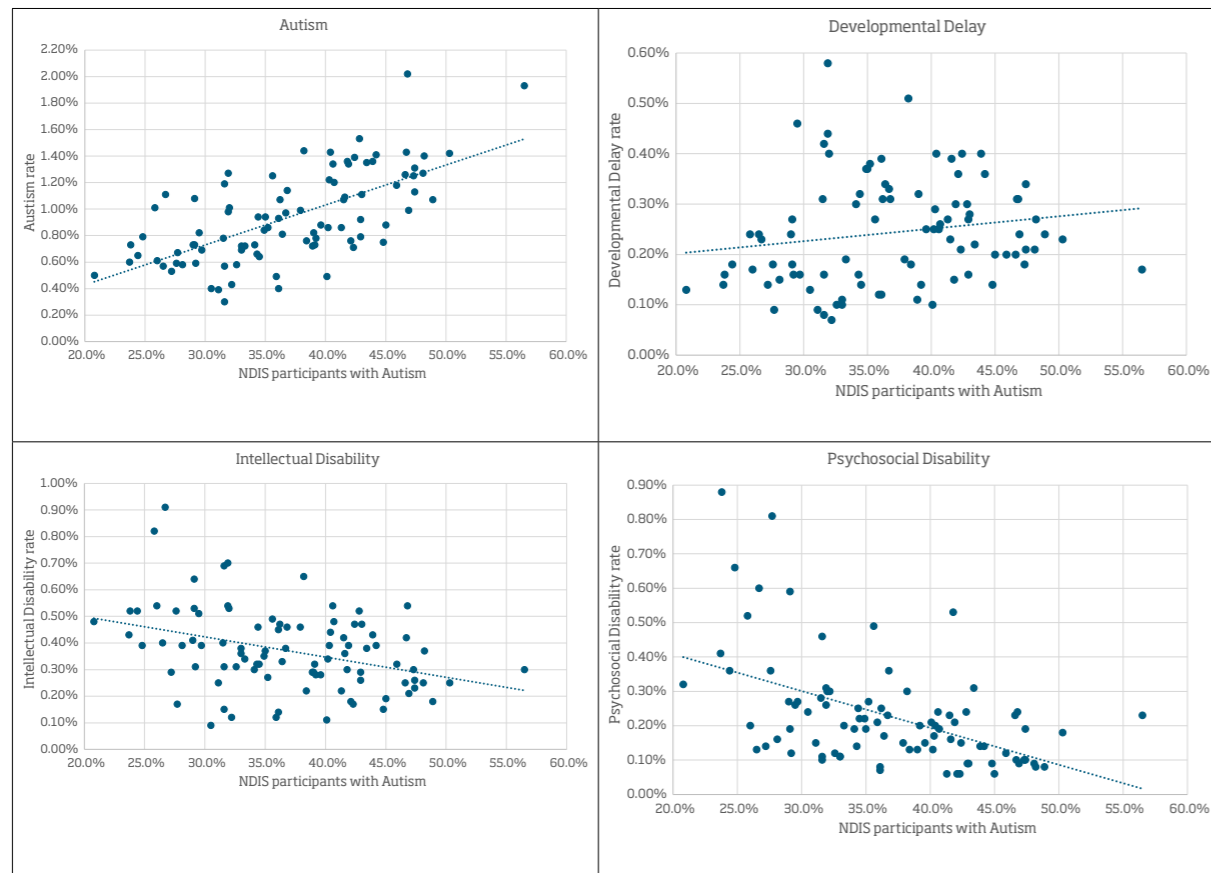 Autism
2.20%
2.00%
1.80%
1.60%
1.40%
1.20%
1.00%
0.80%
0.60%
0.40%
0.20%
0.00%
Austism rate
20.0% 25.0% 30.0% 35.0% 40.0% 45.0% 50.0% 55.0% 60.0%
NDIS participants with Autism
Developmental Delay
0.60%
0.50%
0.40%
0.30%
0.20%
0.10%
0.00%
Developmental Delay rate
20.0% 25.0% 30.0% 35.0% 40.0% 45.0% 50.0% 55.0% 60.0%
NDIS participants with Autism
Intellectual Disability
1.00%
0.90%
0.80%
0.70%
0.60%
0.50%
0.40%
0.30%
0.20%
0.10%
0.00%
Intellectual Disability rate
20.0% 25.0% 30.0% 35.0% 40.0% 45.0% 50.0% 55.0% 60.0%
NDIS participants with Autism
Psychosocial Disability
0.90%
0.80%
0.70%
0.60%
0.50%
0.40%
0.30%
0.20%
0.10%
0.00%
Psychosocial Disability rate
20.0% 25.0% 30.0% 35.0% 40.0% 45.0% 50.0% 55.0% 60.0%
NDIS participants with Autism